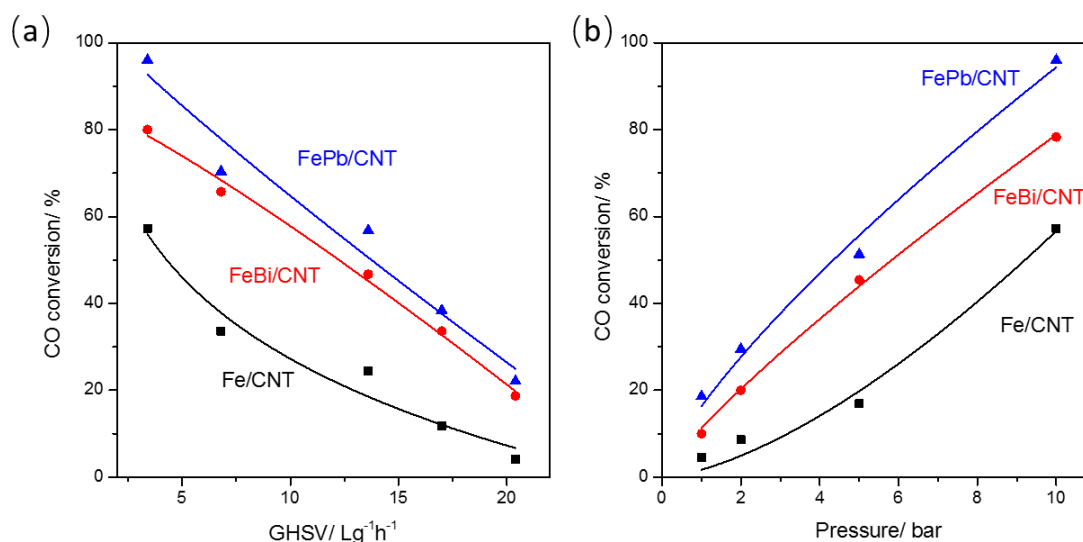 (a)
100
80
60
40
20
0
CO conversion/ %
FePb/CNT
FeBi/CNT
Fe/CNT
5
10
15
20
GHSV/ Lg⁻¹h⁻¹
(b)
100
80
60
40
20
0
CO conversion/ %
FePb/CNT
FeBi/CNT
Fe/CNT
0
2
4
6
8
10
Pressure/ bar